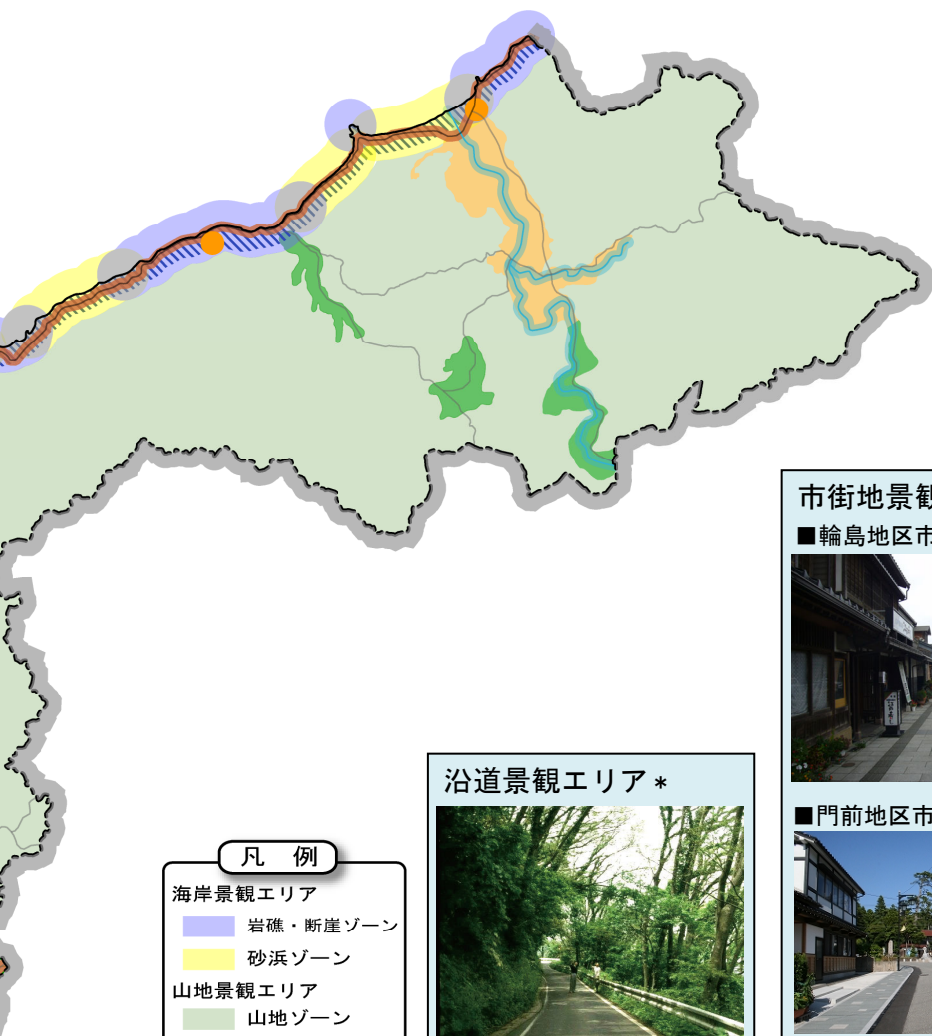 市街地景観
■輪島地区市
沿道景観エリア*
■門前地区市
凡 例
海岸景観エリア
岩礁・断崖ゾーン
砂浜ゾーン
山地景観エリア
山地ゾーン